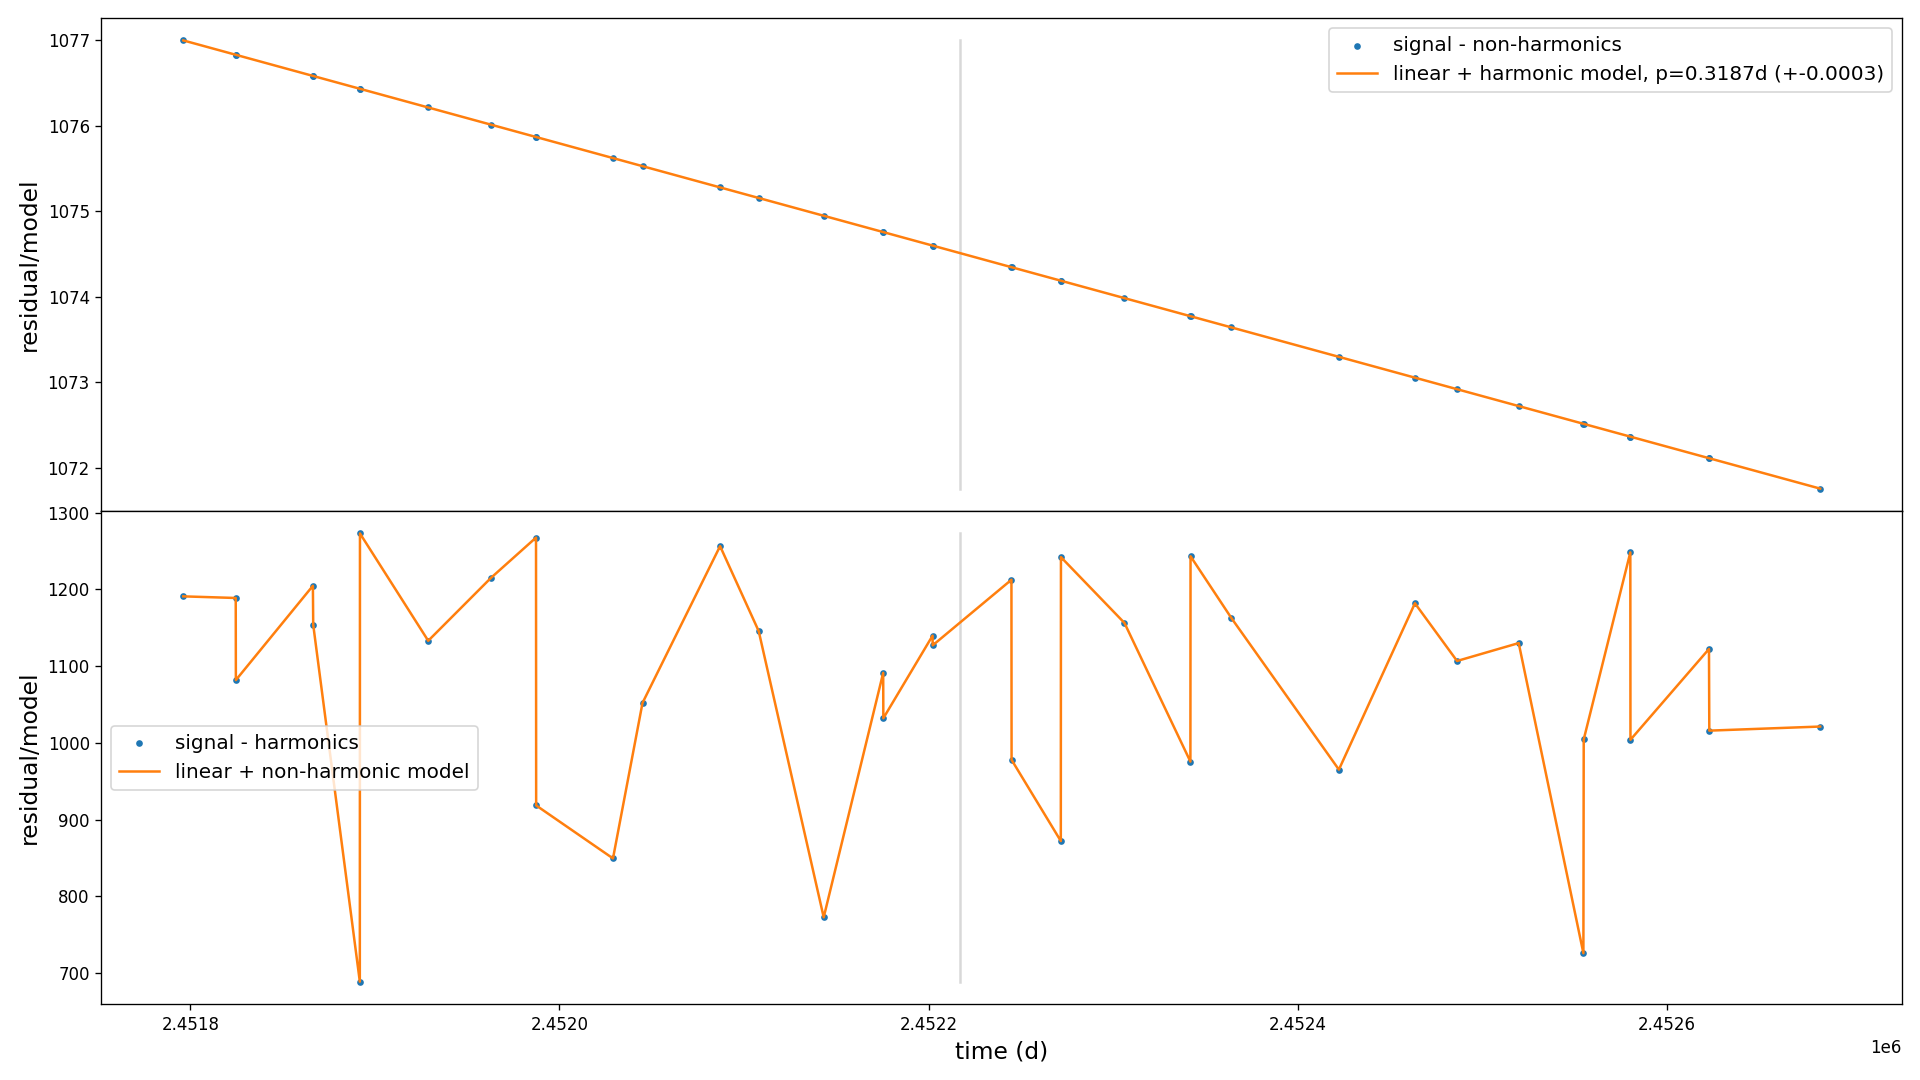 1077
1076
1075
1074
1073
1072
residual/model
signal - non-harmonics
linear + harmonic model, p=0.3187d (+-0.0003)
1300
1200
1100
1000
900
800
700
residual/model
signal - harmonics
linear + non-harmonic model
2.4518 2.4520 2.4522 2.4524 2.4526
1e6
time (d)